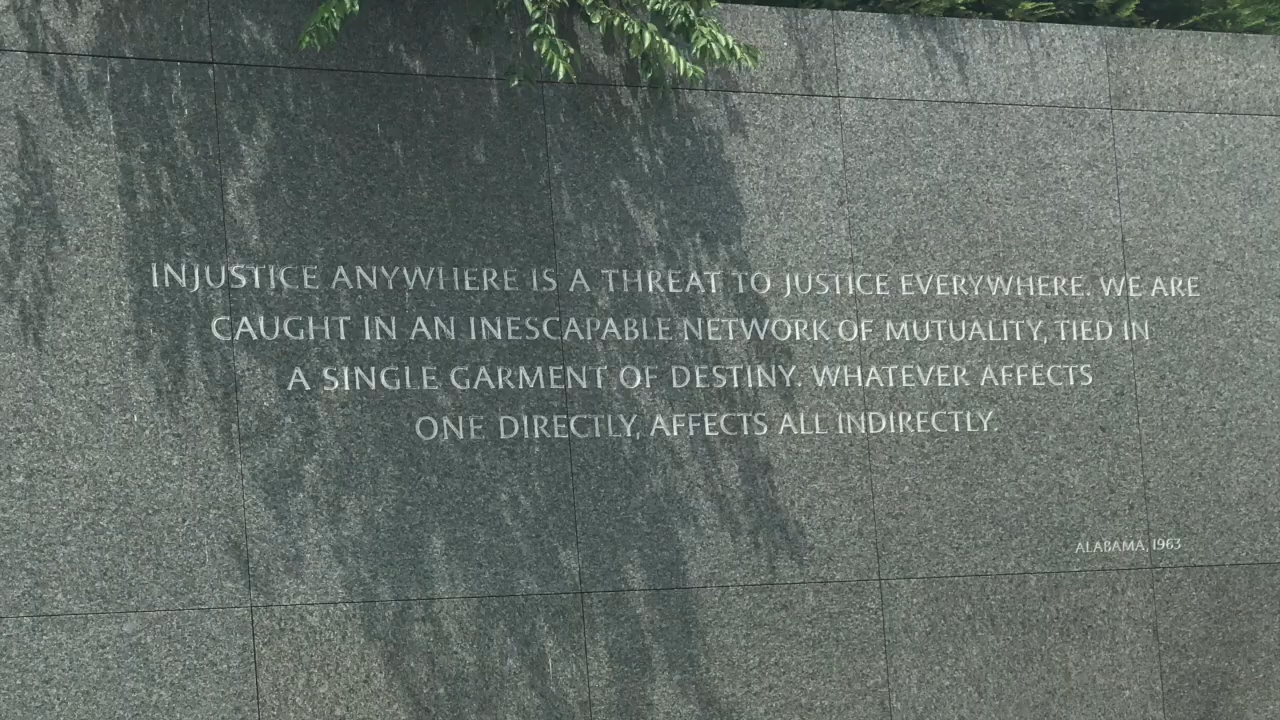 INJUSTICE ANYWHERE IS A THREAT TO JUSTICE EVERYWHERE. WE ARE
CAUGHT IN AN INESCAPABLE NETWORK OF MUTUALITY, TIED IN
A SINGLE GARMENT OF DESTINY. WHATEVER AFFECTS
ONE DIRECTLY, AFFECTS ALL INDIRECTLY.
ALABAMA, 1963